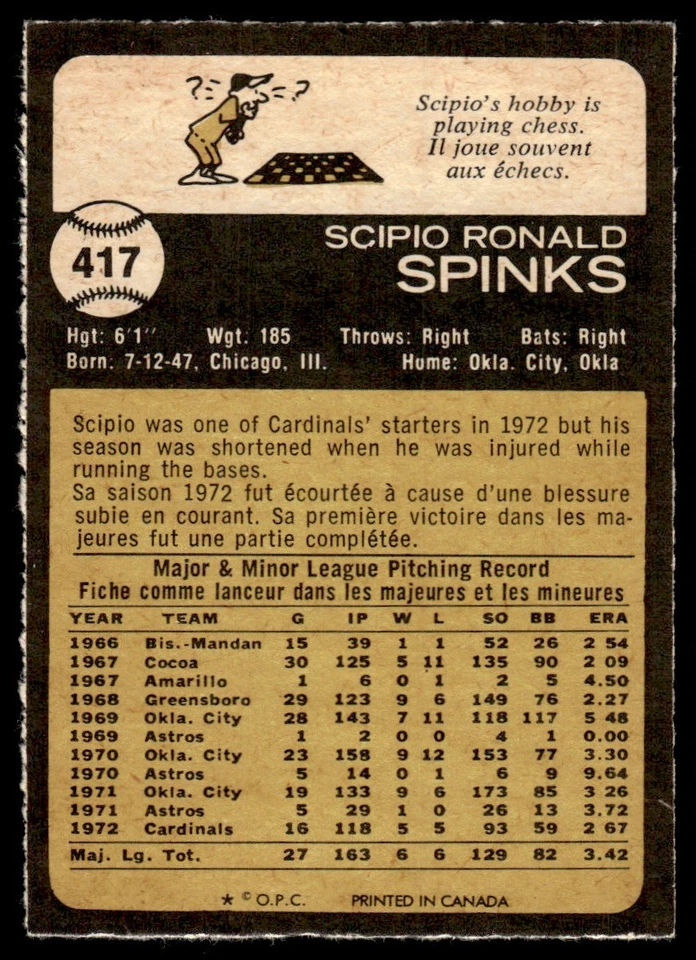 ? ?
Scipio's hobby is
playing chess.
Il joue souvent
aux échecs.
417
SCIPIO RONALD
SPINKS
Hgt: 6'1" Wgt. 185 Throws: Right Bats: Right
Born: 7-12-47, Chicago, Ill. Hume: Okla. City, Okla
Scipio was one of Cardinals' starters in 1972 but his
season was shortened when he was injured while
running the bases.
Sa saison 1972 fut écourtée à cause d'une blessure
subie en courant. Sa première victoire dans les ma-
jeures fut une partie complétée.
Major & Minor League Pitching Record
Fiche comme lanceur dans les majeures et les mineures
YEAR TEAM G IP W L SO BB ERA
1966 Bis.-Mandan 15 39 1 1 52 26 2 54
1967 Cocoa 30 125 5 11 135 90 2 09
1967 Amarillo 1 6 0 1 2 5 4.50
1968 Greensboro 29 123 9 6 149 76 2.27
1969 Okla. City 28 143 7 11 118 117 5 48
1969 Astros 1 2 0 0 4 1 0.00
1970 Okla. City 23 158 9 12 153 77 3.30
1970 Astros 5 14 0 1 6 9 9.64
1971 Okla. City 19 133 9 6 173 85 3 26
1971 Astros 5 29 1 0 26 13 3.72
1972 Cardinals 16 118 5 5 93 59 2 67
Maj. Lg. Tot. 27 163 6 6 129 82 3.42
★ © O.P.C. PRINTED IN CANADA